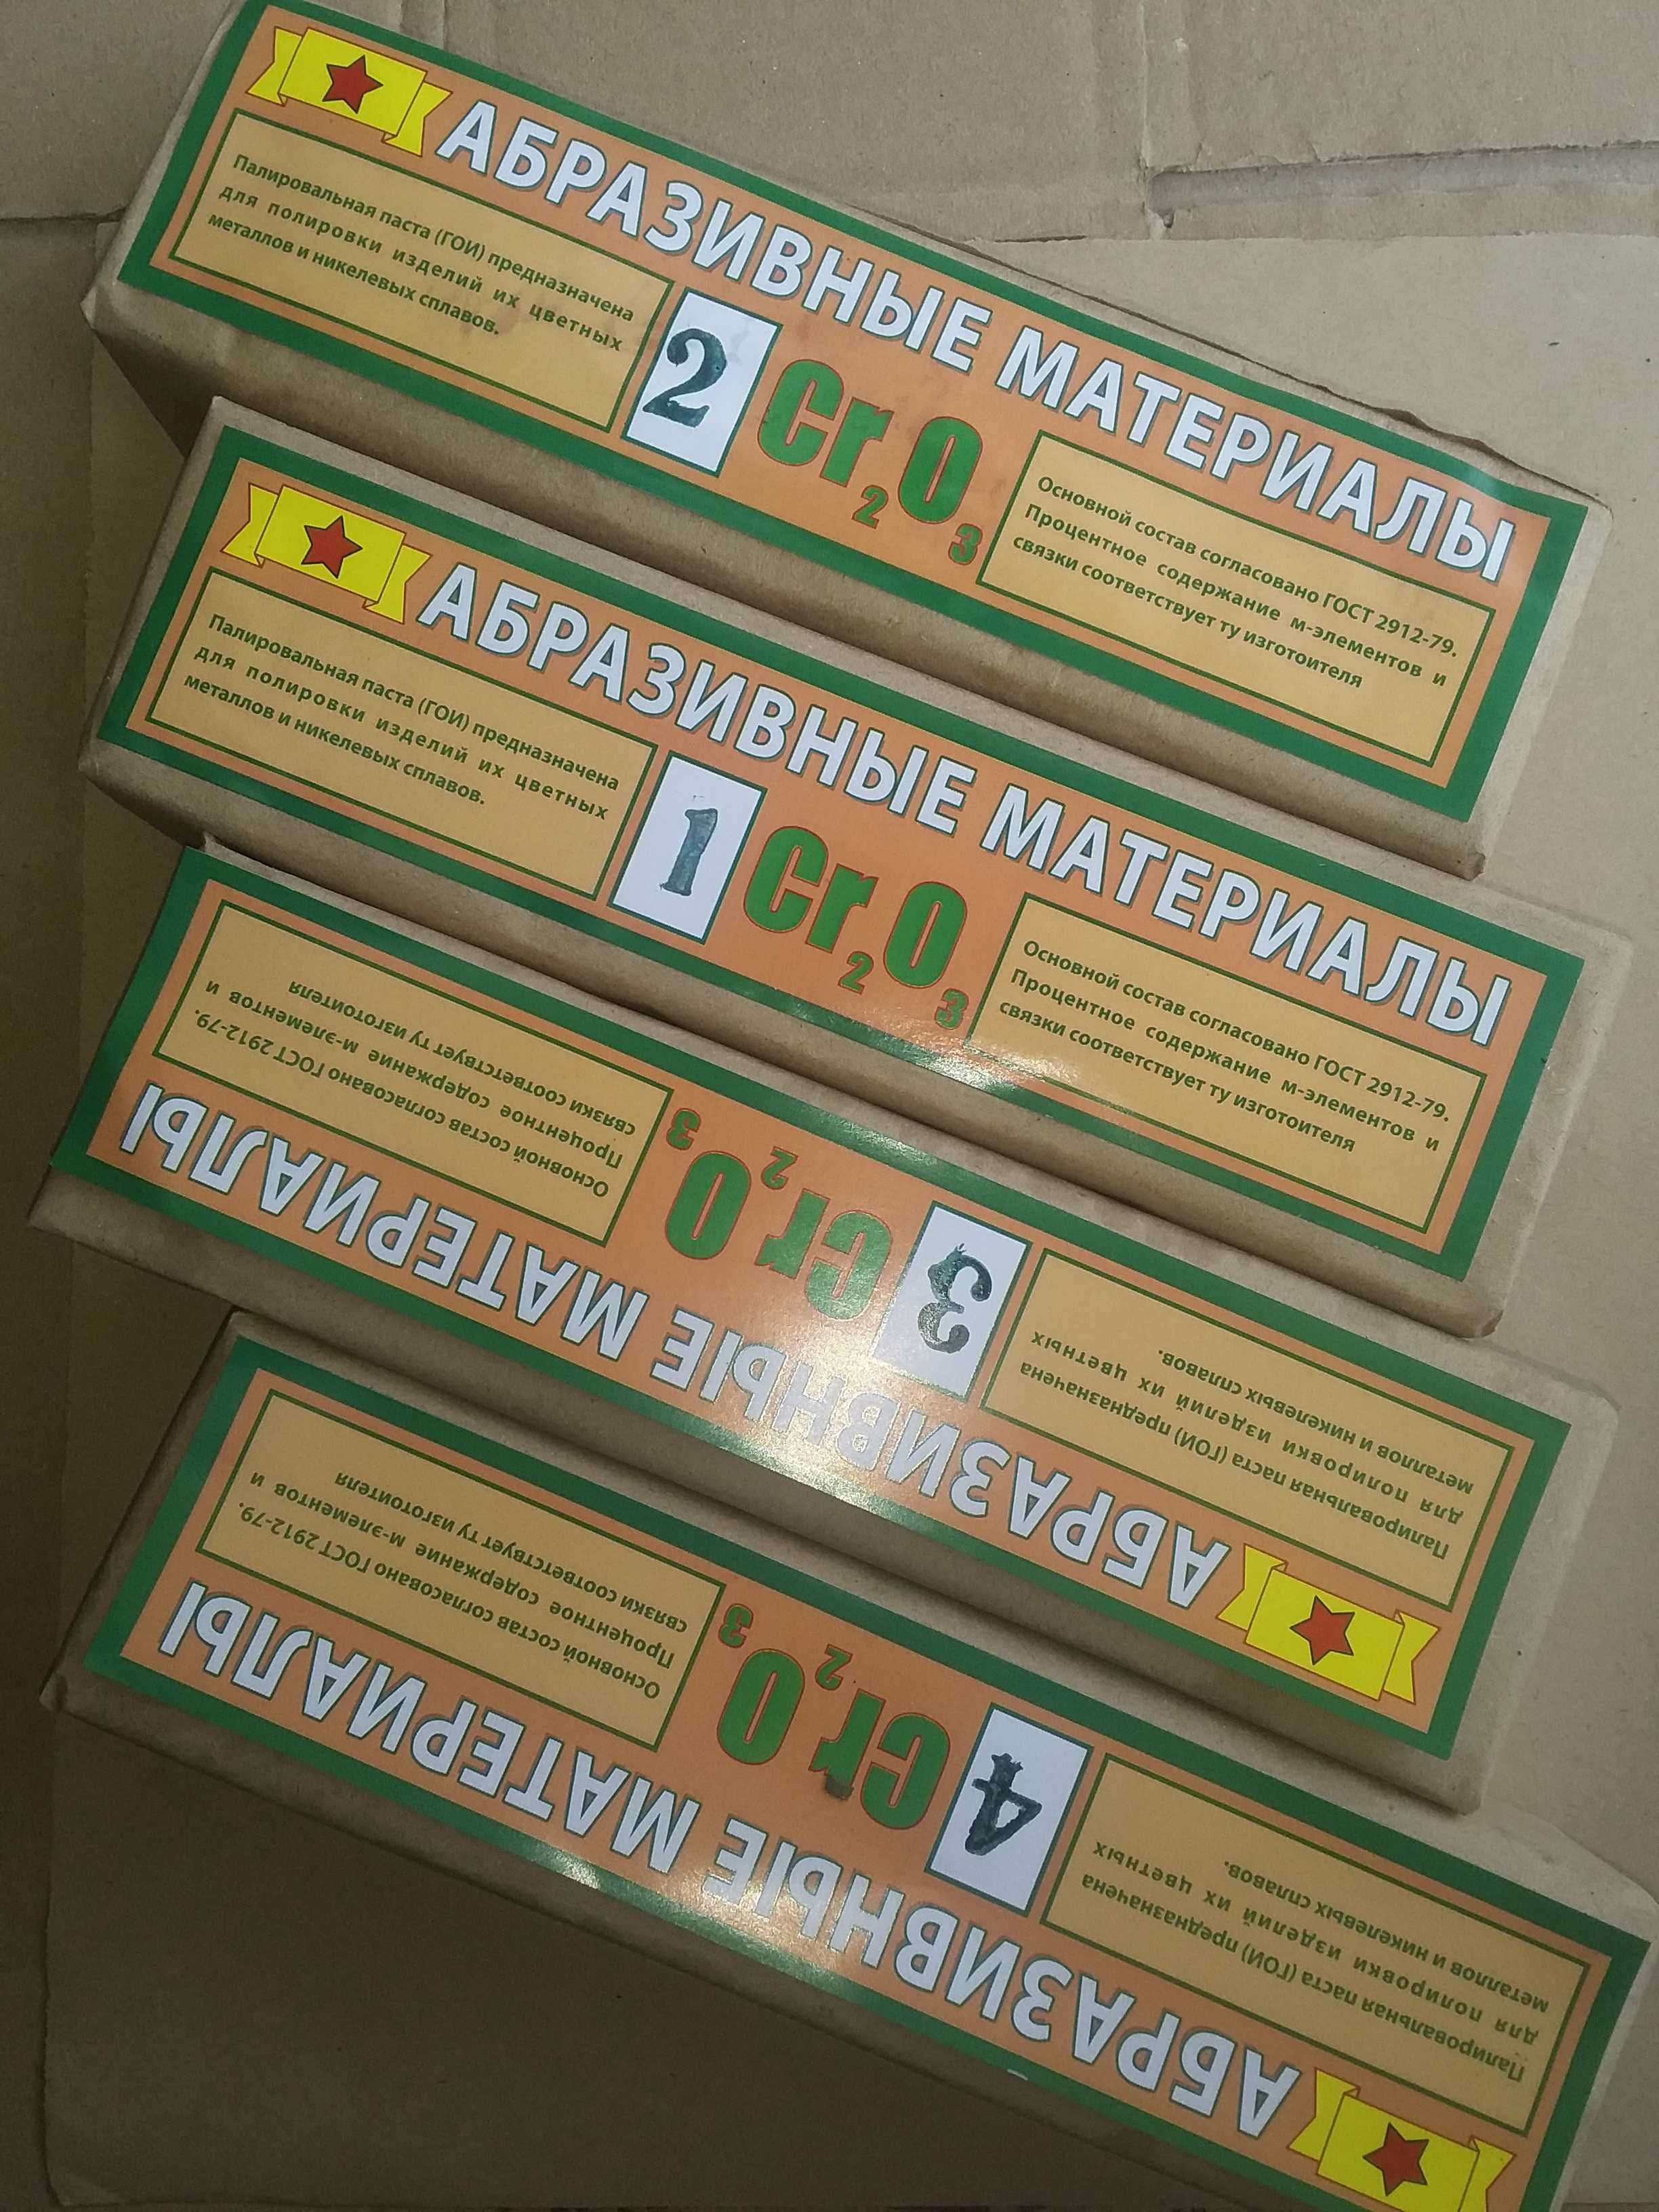 АБРАЗИВНЫЕ МАТЕРИАЛЫ
Палировальная паста (ГОИ) предназначена
для полировки изделий их цветных
металлов и никелевых сплавов.
2
Cr2O3
Основной состав согласовано ГОСТ 2912-79.
Процентное содержание м-элементов и
связки соответствует ту изготоителя
АБРАЗИВНЫЕ МАТЕРИАЛЫ
Палировальная паста (ГОИ) предназначена
для полировки изделий их цветных
металлов и никелевых сплавов.
1
Cr2O3
Основной состав согласовано ГОСТ 2912-79.
Процентное содержание м-элементов и
связки соответствует ту изготоителя
АБРАЗИВНЫЕ МАТЕРИАЛЫ
Палировальная паста (ГОИ) предназначена
для полировки изделий их цветных
металлов и никелевых сплавов.
3
Cr2O3
Основной состав согласовано ГОСТ 2912-79.
Процентное содержание м-элементов и
связки соответствует ту изготоителя
АБРАЗИВНЫЕ МАТЕРИАЛЫ
Палировальная паста (ГОИ) предназначена
для полировки изделий их цветных
металлов и никелевых сплавов.
4
Cr2O3
Основной состав согласовано ГОСТ 2912-79.
Процентное содержание м-элементов и
связки соответствует ту изготоителя